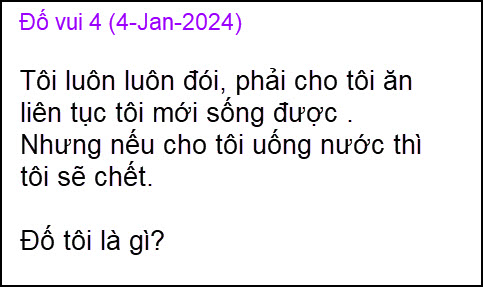 Đố vui 4 (4-Jan-2024)
Tôi luôn luôn đói, phải cho tôi ăn
liên tục tôi mới sống được .
Nhưng nếu cho tôi uống nước thì
tôi sẽ chết.
Đố tôi là gì?